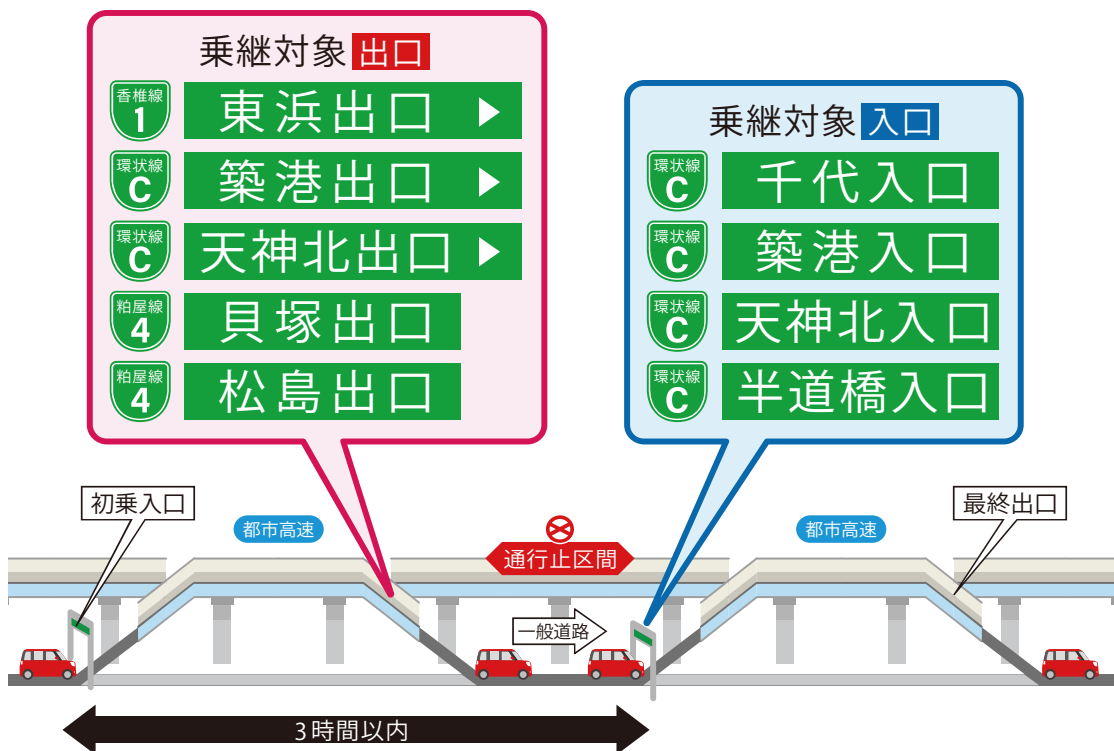 乗継対象 出口
香椎線 1 東浜出口 ▶
環状線 C 築港出口 ▶
環状線 C 天神北出口 ▶
粕屋線 4 貝塚出口
粕屋線 4 松島出口
乗継対象 入口
環状線 C 千代入口
環状線 C 築港入口
環状線 C 天神北入口
環状線 C 半道橋入口
初乗入口
都市高速
通行止区間
都市高速
最終出口
一般道路
3時間以内